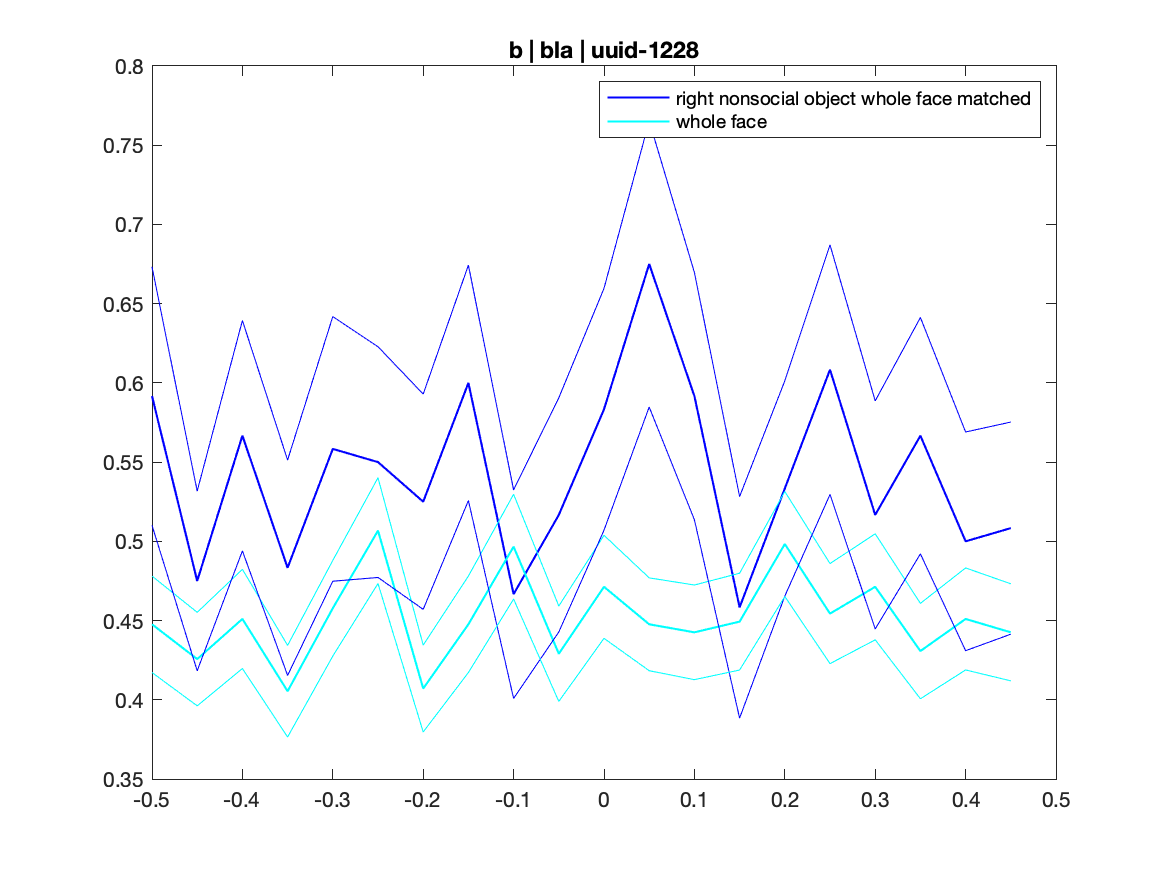 b | bla | uuid-1228
right nonsocial object whole face matched
whole face
0.8
0.75
0.7
0.65
0.6
0.55
0.5
0.45
0.4
0.35
-0.5 -0.4 -0.3 -0.2 -0.1 0 0.1 0.2 0.3 0.4 0.5